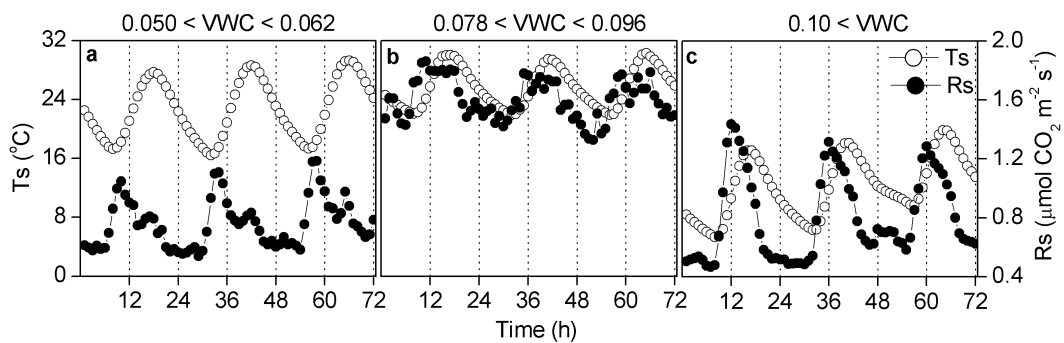 0.050 < VWC < 0.062
0.078 < VWC < 0.096
0.10 < VWC
32
24
16
8
0
Ts (°C)
a
b
c
Ts
Rs
2.0
1.6
1.2
0.8
0.4
Rs (μmol CO₂ m⁻² s⁻¹)
12 24 36 48 60 72
12 24 36 48 60 72
12 24 36 48 60 72
Time (h)